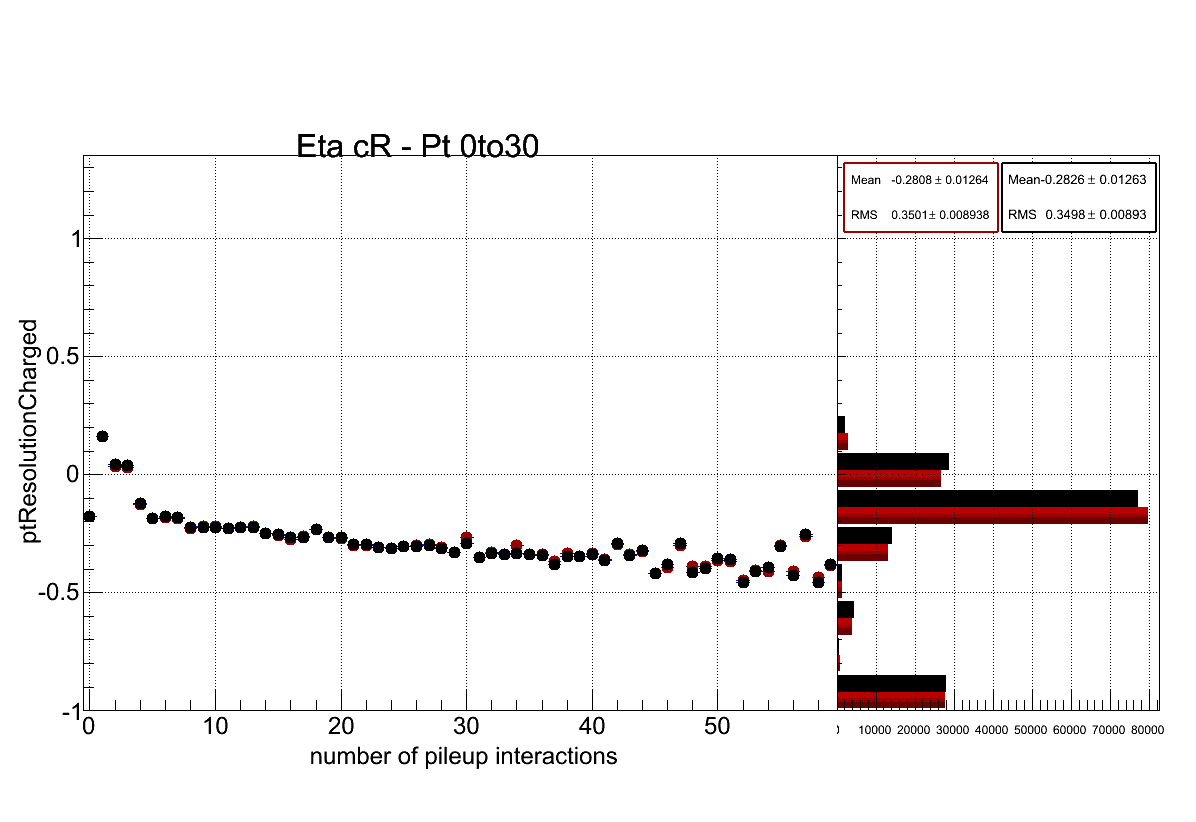 Eta cR - Pt 0to30
Mean -0.2808 ± 0.01264
RMS 0.3501± 0.008938
Mean-0.2826 ± 0.01263
RMS 0.3498± 0.00893
ptResolutionCharged
1
0.5
0
-0.5
-1
0 10 20 30 40 50
number of pileup interactions
0 10000 20000 30000 40000 50000 60000 70000 80000